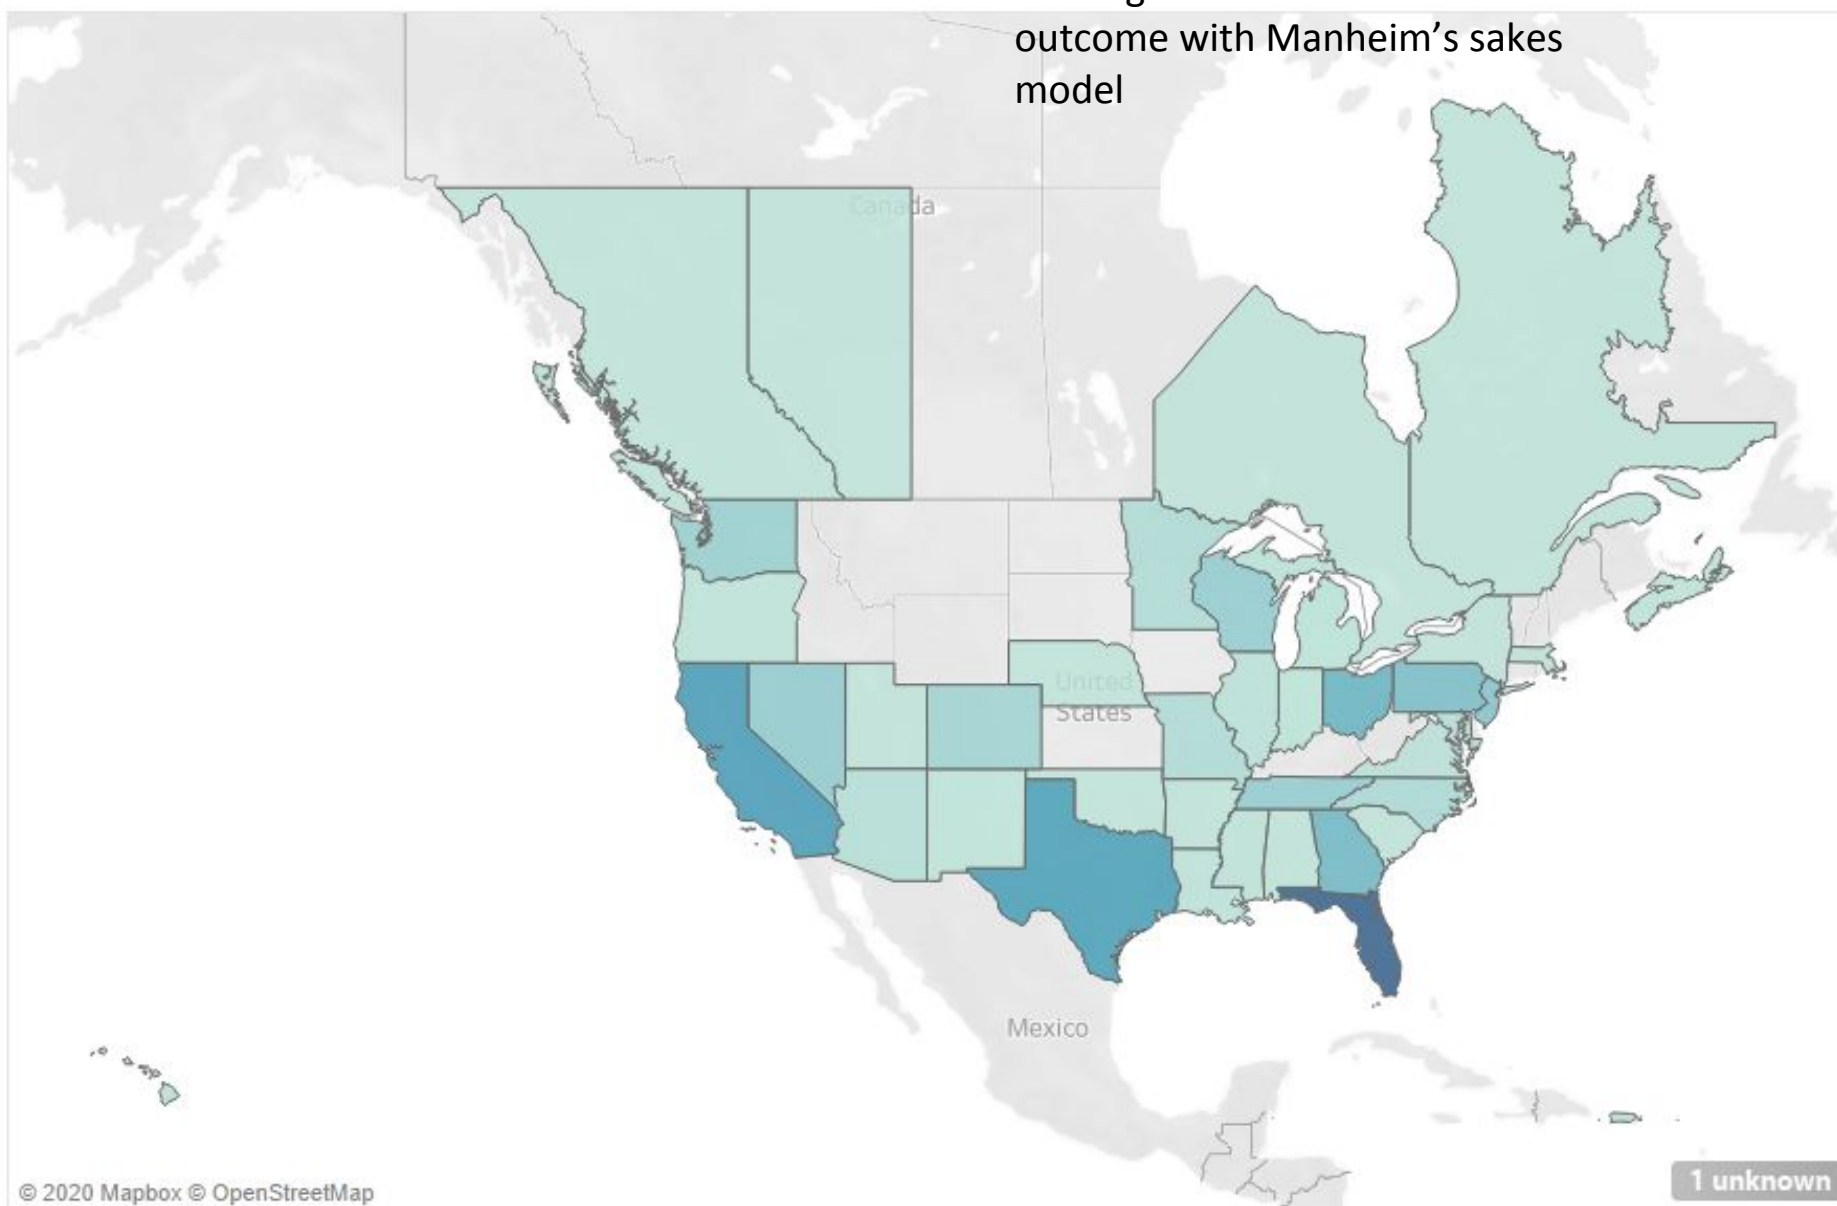 outcome with Manheim’s sakes
model
Canada
United
States
Mexico
© 2020 Mapbox © OpenStreetMap
1 unknown